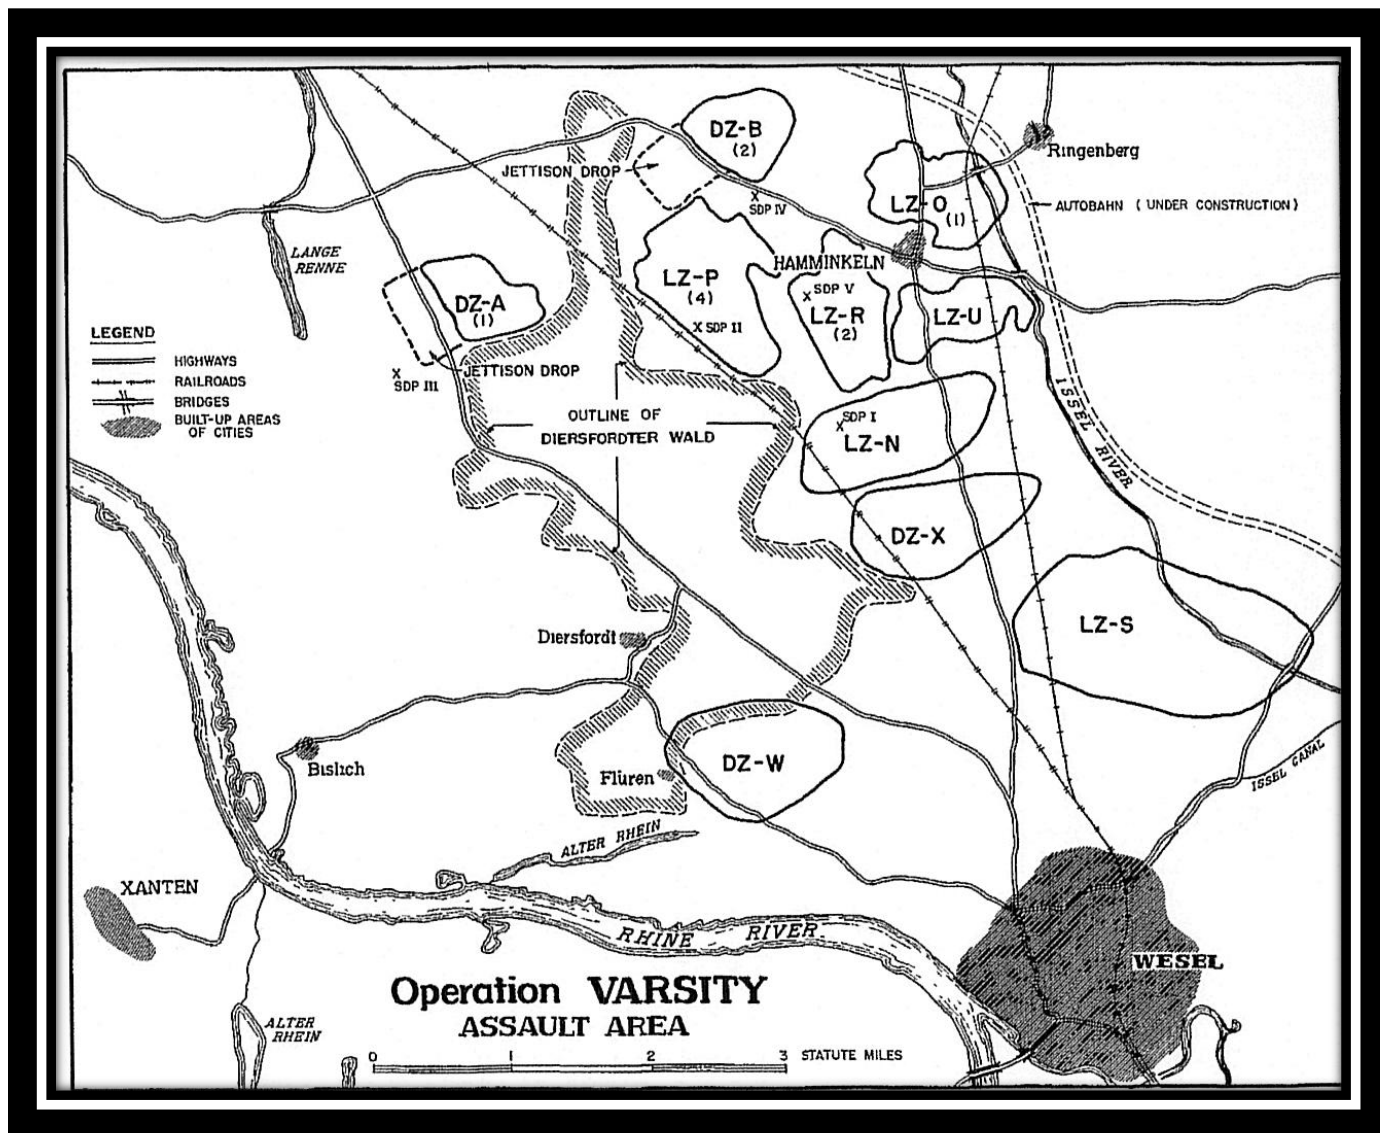 DZ-B
(2)
JETTISON DROP
Ringenberg
SDP IV
LZ-O
(1)
AUTOBAHN ( UNDER CONSTRUCTION )
LANGE
RENNE
HAMMINKELN
LZ-P
(4)
SDP V
DZ-A
(1)
LZ-R
(2)
LZ-U
SDP II
LEGEND
HIGHWAYS
RAILROADS
BRIDGES
BUILT-UP AREAS
OF CITIES
JETTISON DROP
SDP III
ISSEL RIVER
OUTLINE OF
DIERSFORDTER WALD
SDP I
LZ-N
DZ-X
LZ-S
Diersfordt
Bislich
Flüren
DZ-W
ISSEL CANAL
ALTER RHEIN
XANTEN
RHINE RIVER
WESEL
Operation VARSITY
ASSAULT AREA
ALTER
RHEIN
0 1 2 3 STATUTE MILES